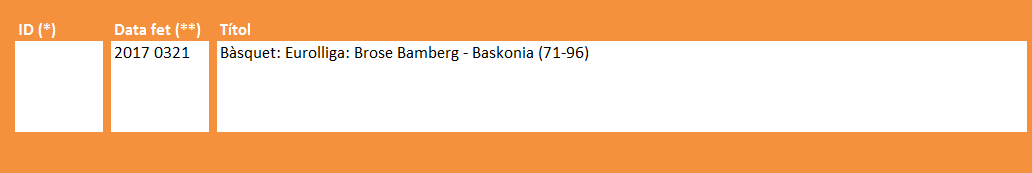 ID (*) Data fet (**) Títol
2017 0321 Bàsquet: Eurolliga: Brose Bamberg - Baskonia (71-96)